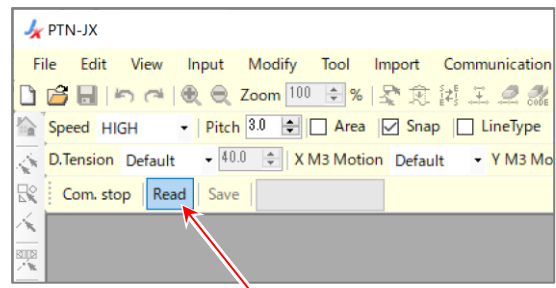 PTN-JX
File Edit View Input Modify Tool Import Communication
Zoom 100 %
Speed HIGH Pitch 3.0 Area Snap LineType
D.Tension Default 40.0 X M3 Motion Default Y M3 Mo
Com. stop Read Save